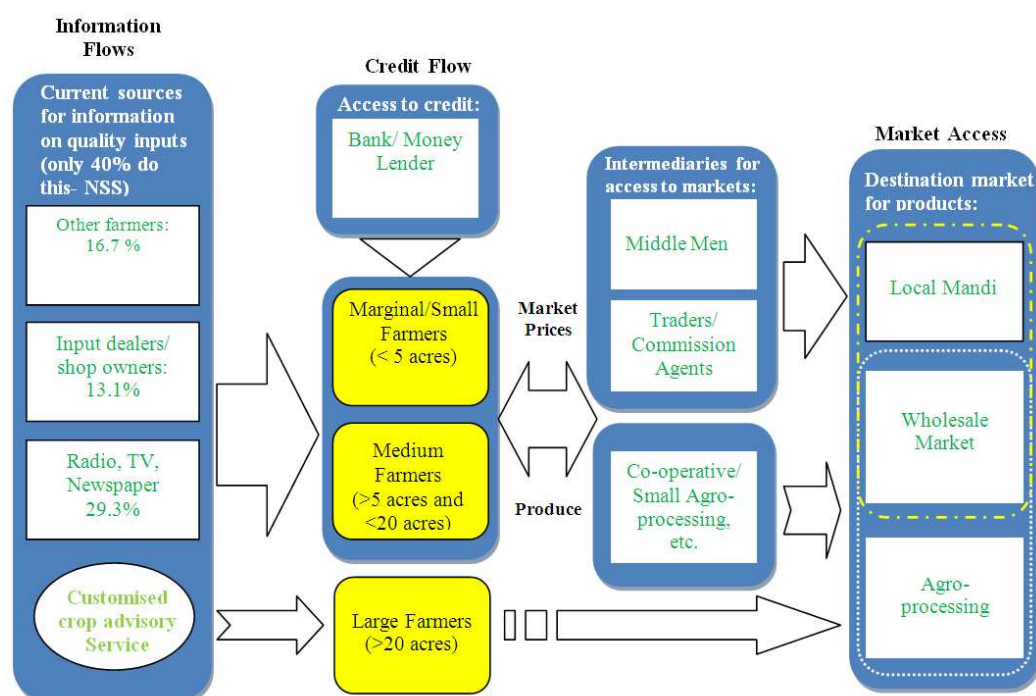 Information
Flows
Current sources
for information
on quality inputs
(only 40% do
this- NSS)
Other farmers:
16.7 %
Input dealers/
shop owners:
13.1%
Radio, TV,
Newspaper
29.3%
Customised
crop advisory
Service
Credit Flow
Access to credit:
Bank/ Money
Lender
Marginal/Small
Farmers
(< 5 acres)
Medium
Farmers
(>5 acres and
<20 acres)
Large Farmers
(>20 acres)
Market
Prices
Produce
Intermediaries for
access to markets:
Middle Men
Traders/
Commission
Agents
Co-operative/
Small Agro-
processing,
etc.
Market Access
Destination market
for products:
Local Mandi
Wholesale
Market
Agro-
processing